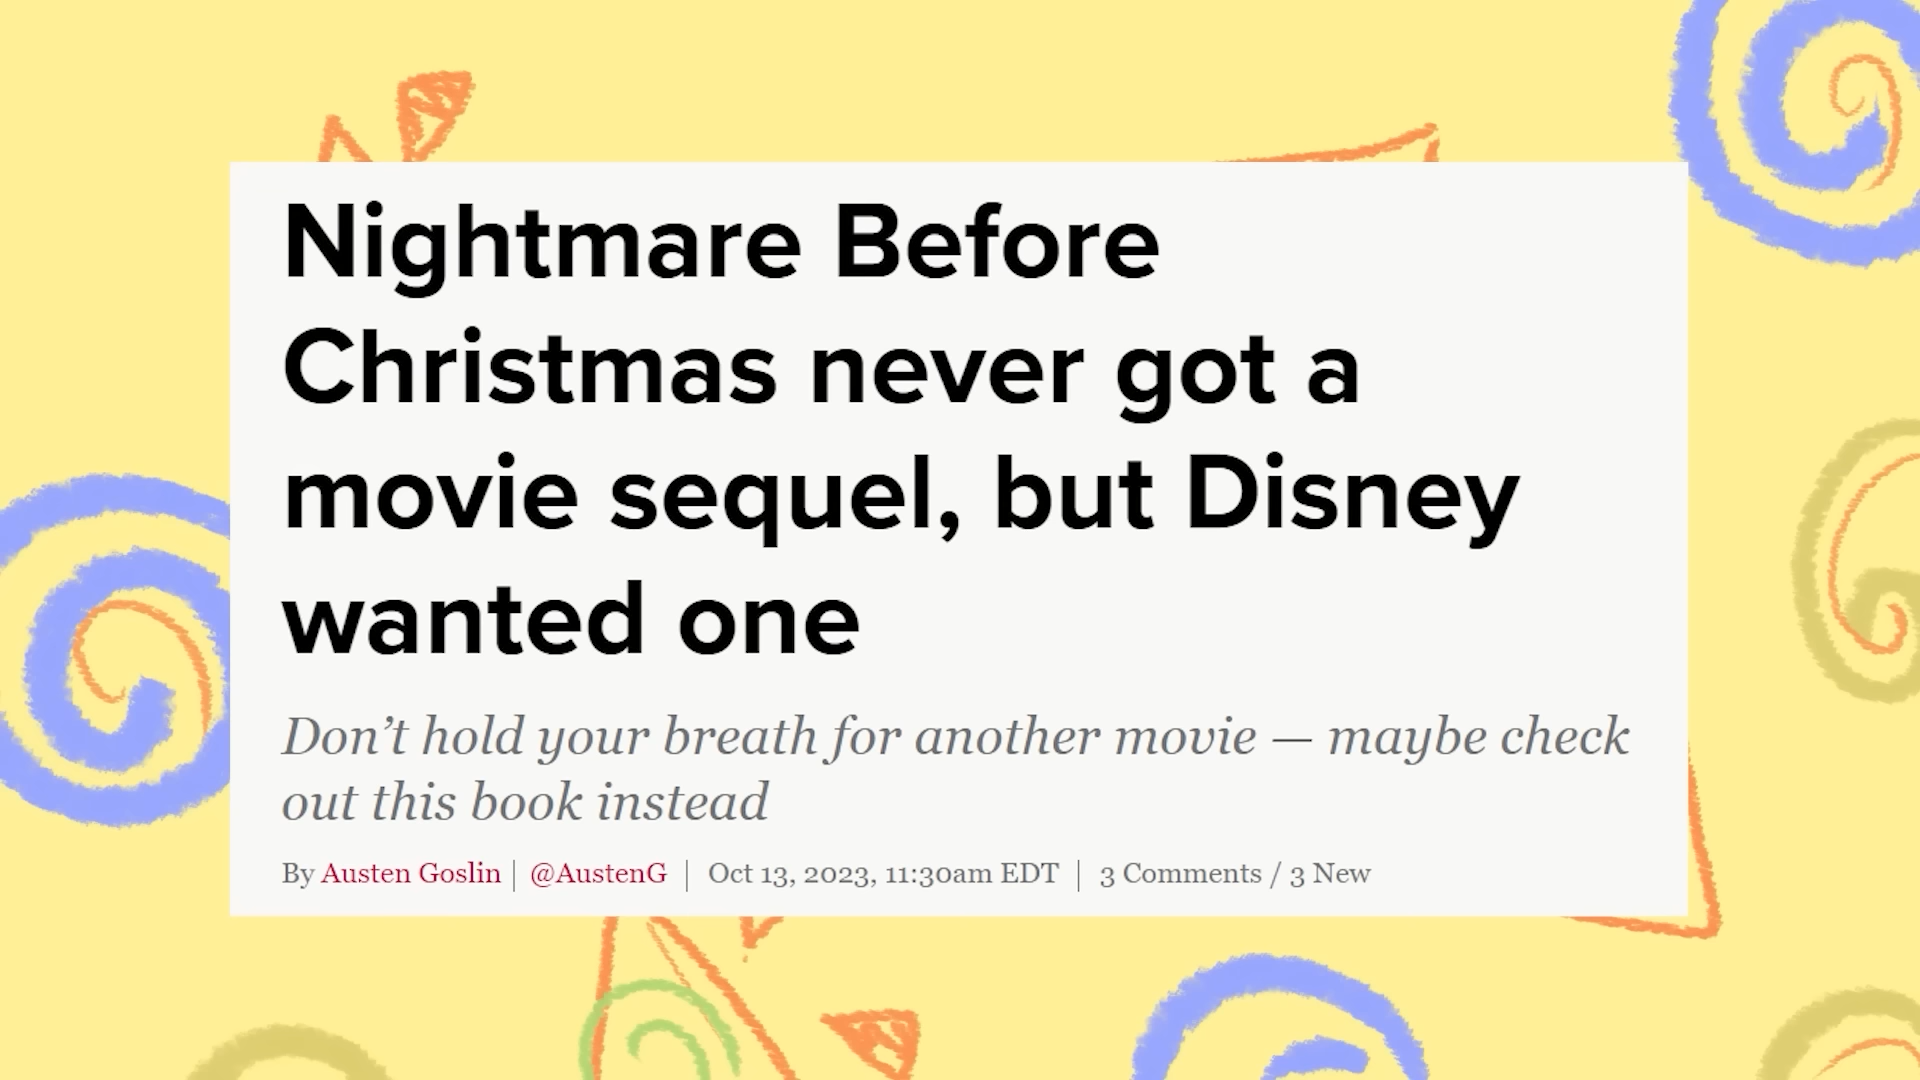 Nightmare Before
Christmas never got a
movie sequel, but Disney
wanted one
Don’t hold your breath for another movie — maybe check
out this book instead
By Austen Goslin | @AustenG | Oct 13, 2023, 11:30am EDT | 3 Comments / 3 New